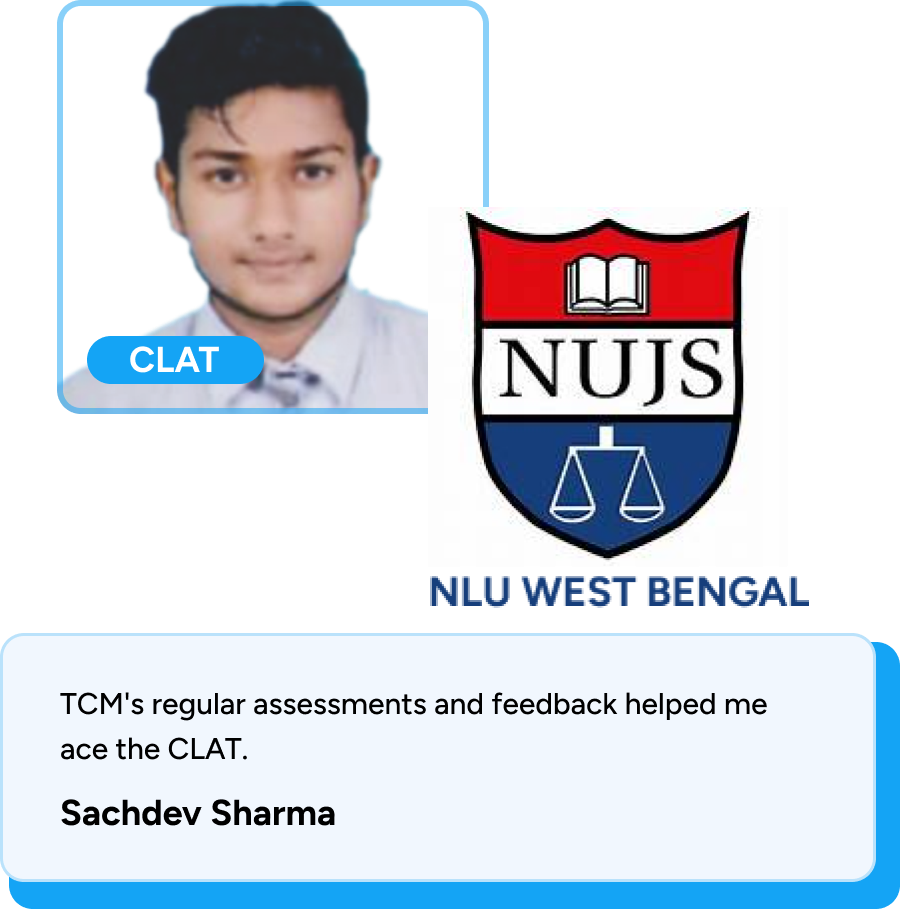 CLAT
NUJS
NLU WEST BENGAL
TCM's regular assessments and feedback helped me
ace the CLAT.
Sachdev Sharma